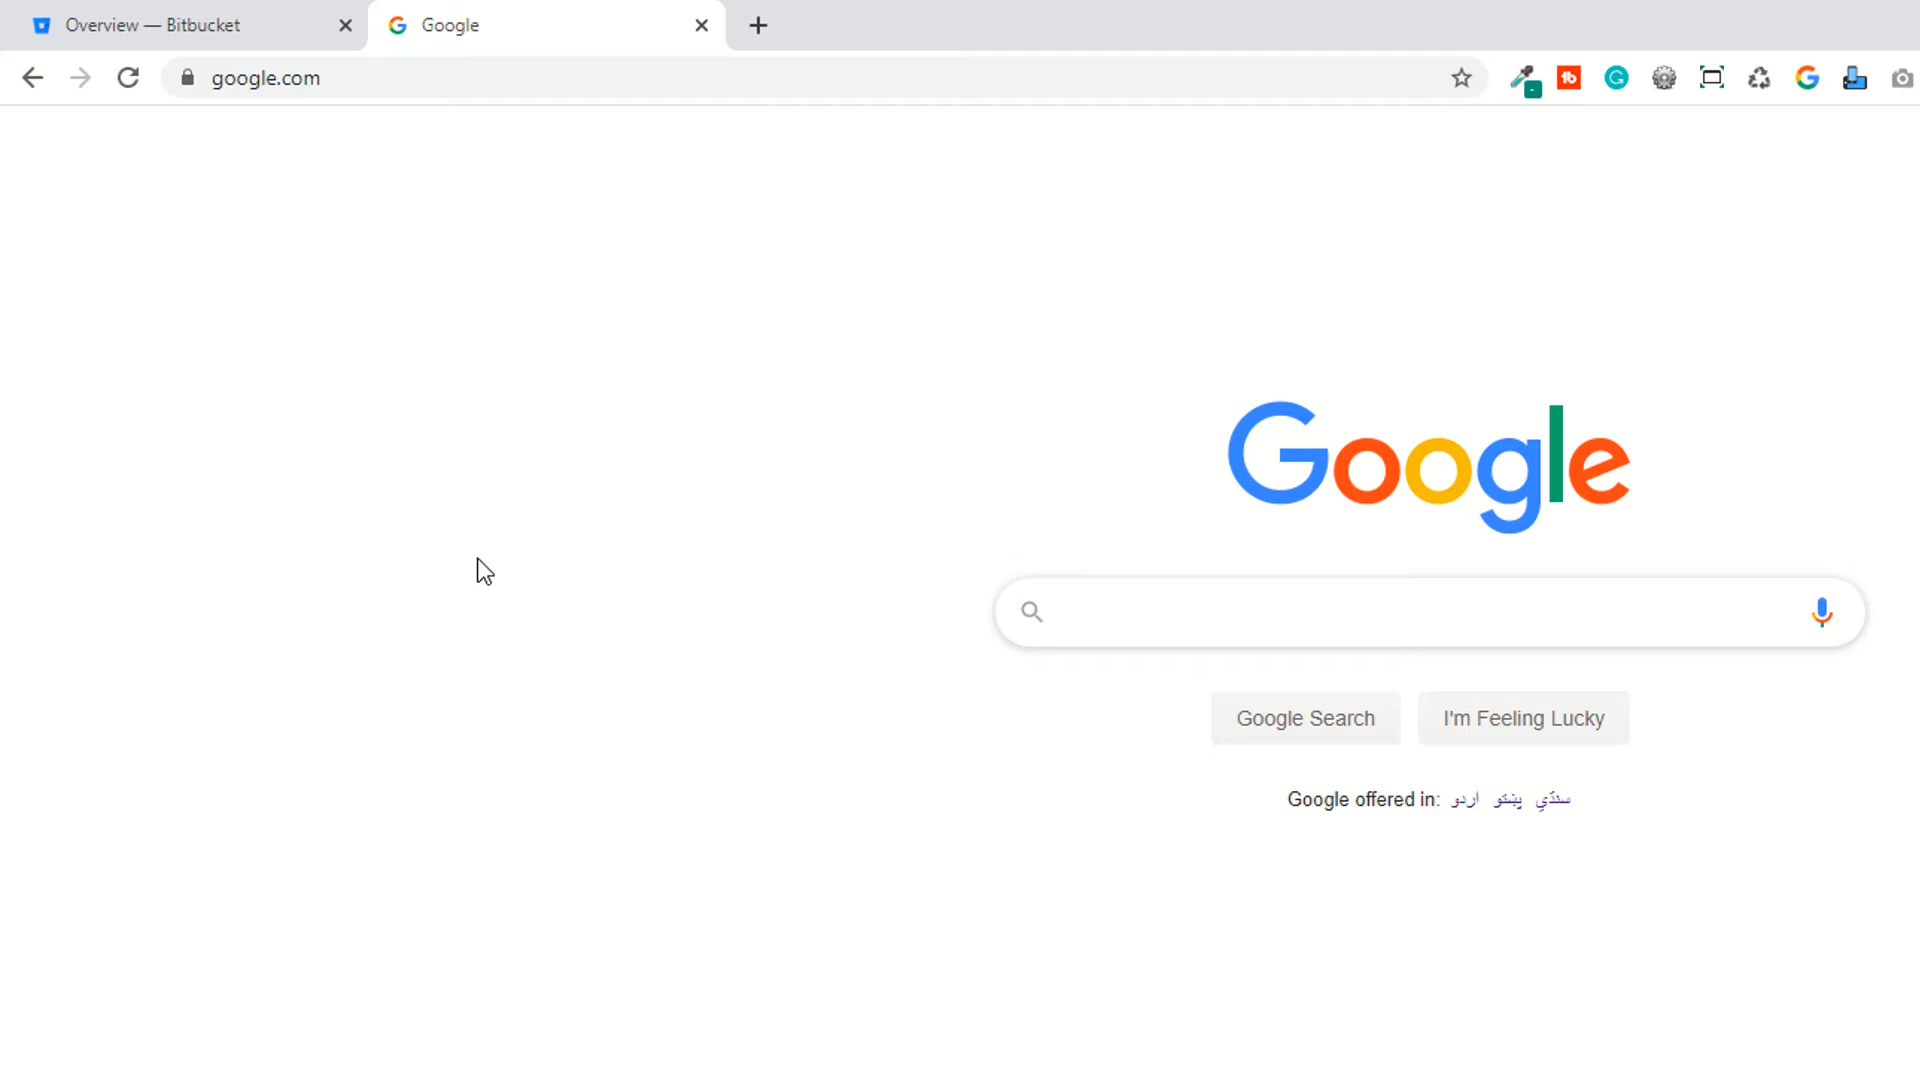 Overview — Bitbucket
Google
google.com
Google
Google Search
I'm Feeling Lucky
Google offered in: اردو پښتو سنڌي